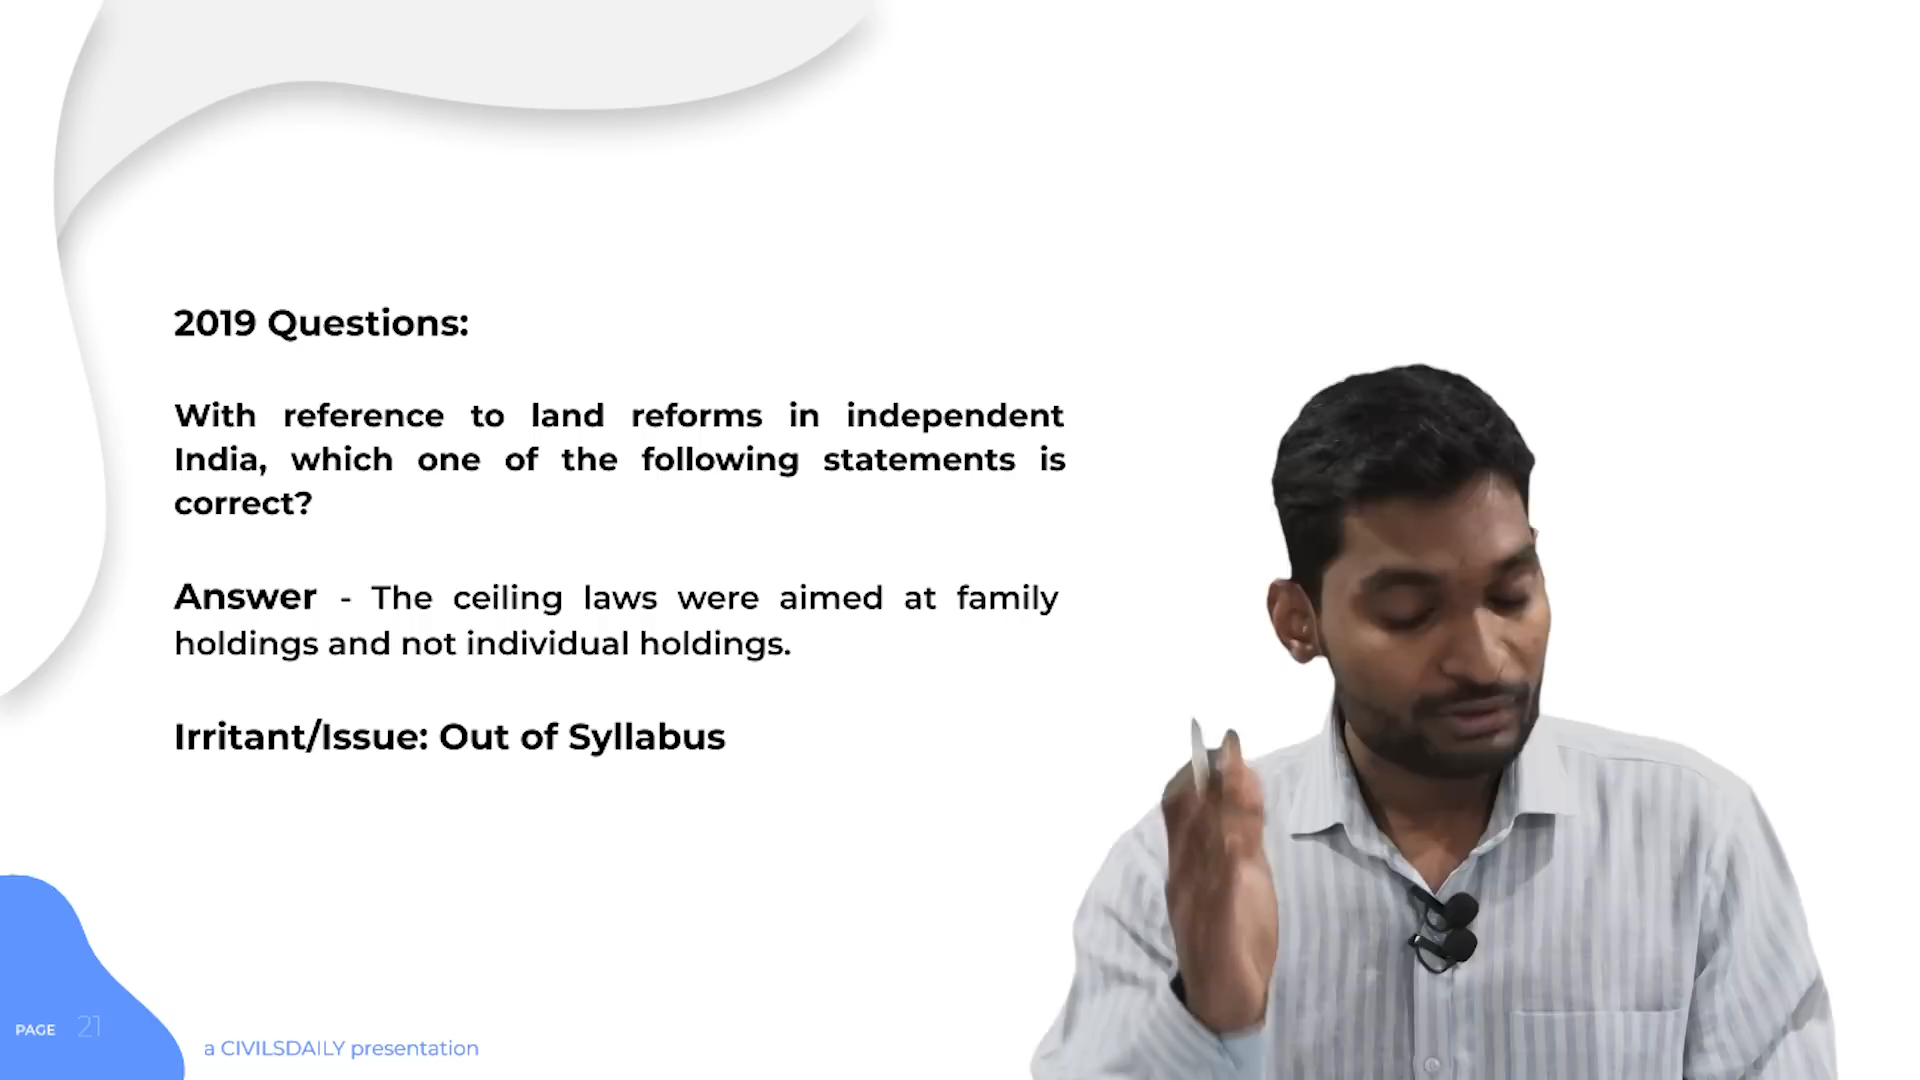 2019 Questions:
With reference to land reforms in independent
India, which one of the following statements is
correct?
Answer - The ceiling laws were aimed at family
holdings and not individual holdings.
Irritant/Issue: Out of Syllabus
PAGE 21
a CIVILSDAILY presentation